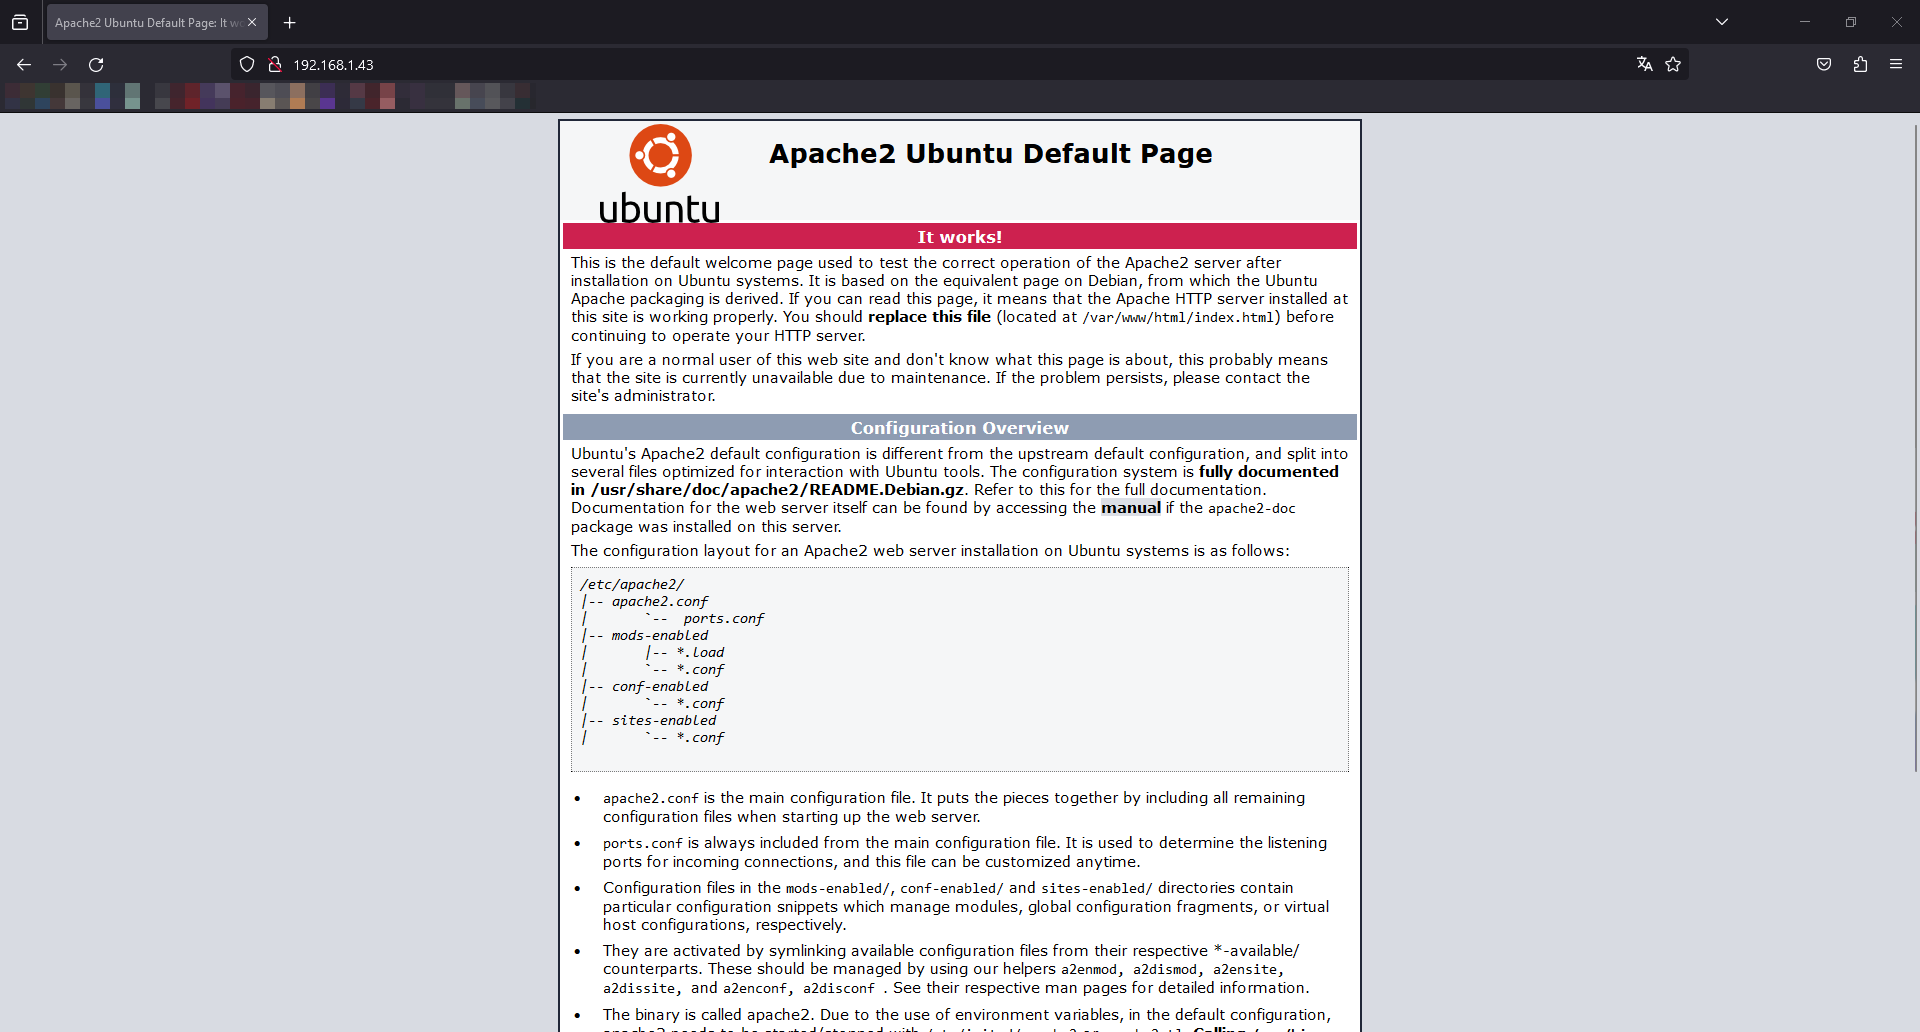 Apache2 Ubuntu Default Page: It wo
192.168.1.43
ubuntu
Apache2 Ubuntu Default Page
It works!
This is the default welcome page used to test the correct operation of the Apache2 server after
installation on Ubuntu systems. It is based on the equivalent page on Debian, from which the Ubuntu
Apache packaging is derived. If you can read this page, it means that the Apache HTTP server installed at
this site is working properly. You should replace this file (located at /var/www/html/index.html) before
continuing to operate your HTTP server.
If you are a normal user of this web site and don't know what this page is about, this probably means
that the site is currently unavailable due to maintenance. If the problem persists, please contact the
site's administrator.
Configuration Overview
Ubuntu's Apache2 default configuration is different from the upstream default configuration, and split into
several files optimized for interaction with Ubuntu tools. The configuration system is fully documented
in /usr/share/doc/apache2/README.Debian.gz. Refer to this for the full documentation.
Documentation for the web server itself can be found by accessing the manual if the apache2-doc
package was installed on this server.
The configuration layout for an Apache2 web server installation on Ubuntu systems is as follows:
/etc/apache2/
|-- apache2.conf
|       `--  ports.conf
|-- mods-enabled
|       |-- *.load
|       `-- *.conf
|-- conf-enabled
|       `-- *.conf
|-- sites-enabled
|       `-- *.conf
• apache2.conf is the main configuration file. It puts the pieces together by including all remaining
configuration files when starting up the web server.
• ports.conf is always included from the main configuration file. It is used to determine the listening
ports for incoming connections, and this file can be customized anytime.
• Configuration files in the mods-enabled/, conf-enabled/ and sites-enabled/ directories contain
particular configuration snippets which manage modules, global configuration fragments, or virtual
host configurations, respectively.
• They are activated by symlinking available configuration files from their respective *-available/
counterparts. These should be managed by using our helpers a2enmod, a2dismod, a2ensite,
a2dissite, and a2enconf, a2disconf . See their respective man pages for detailed information.
• The binary is called apache2. Due to the use of environment variables, in the default configuration,